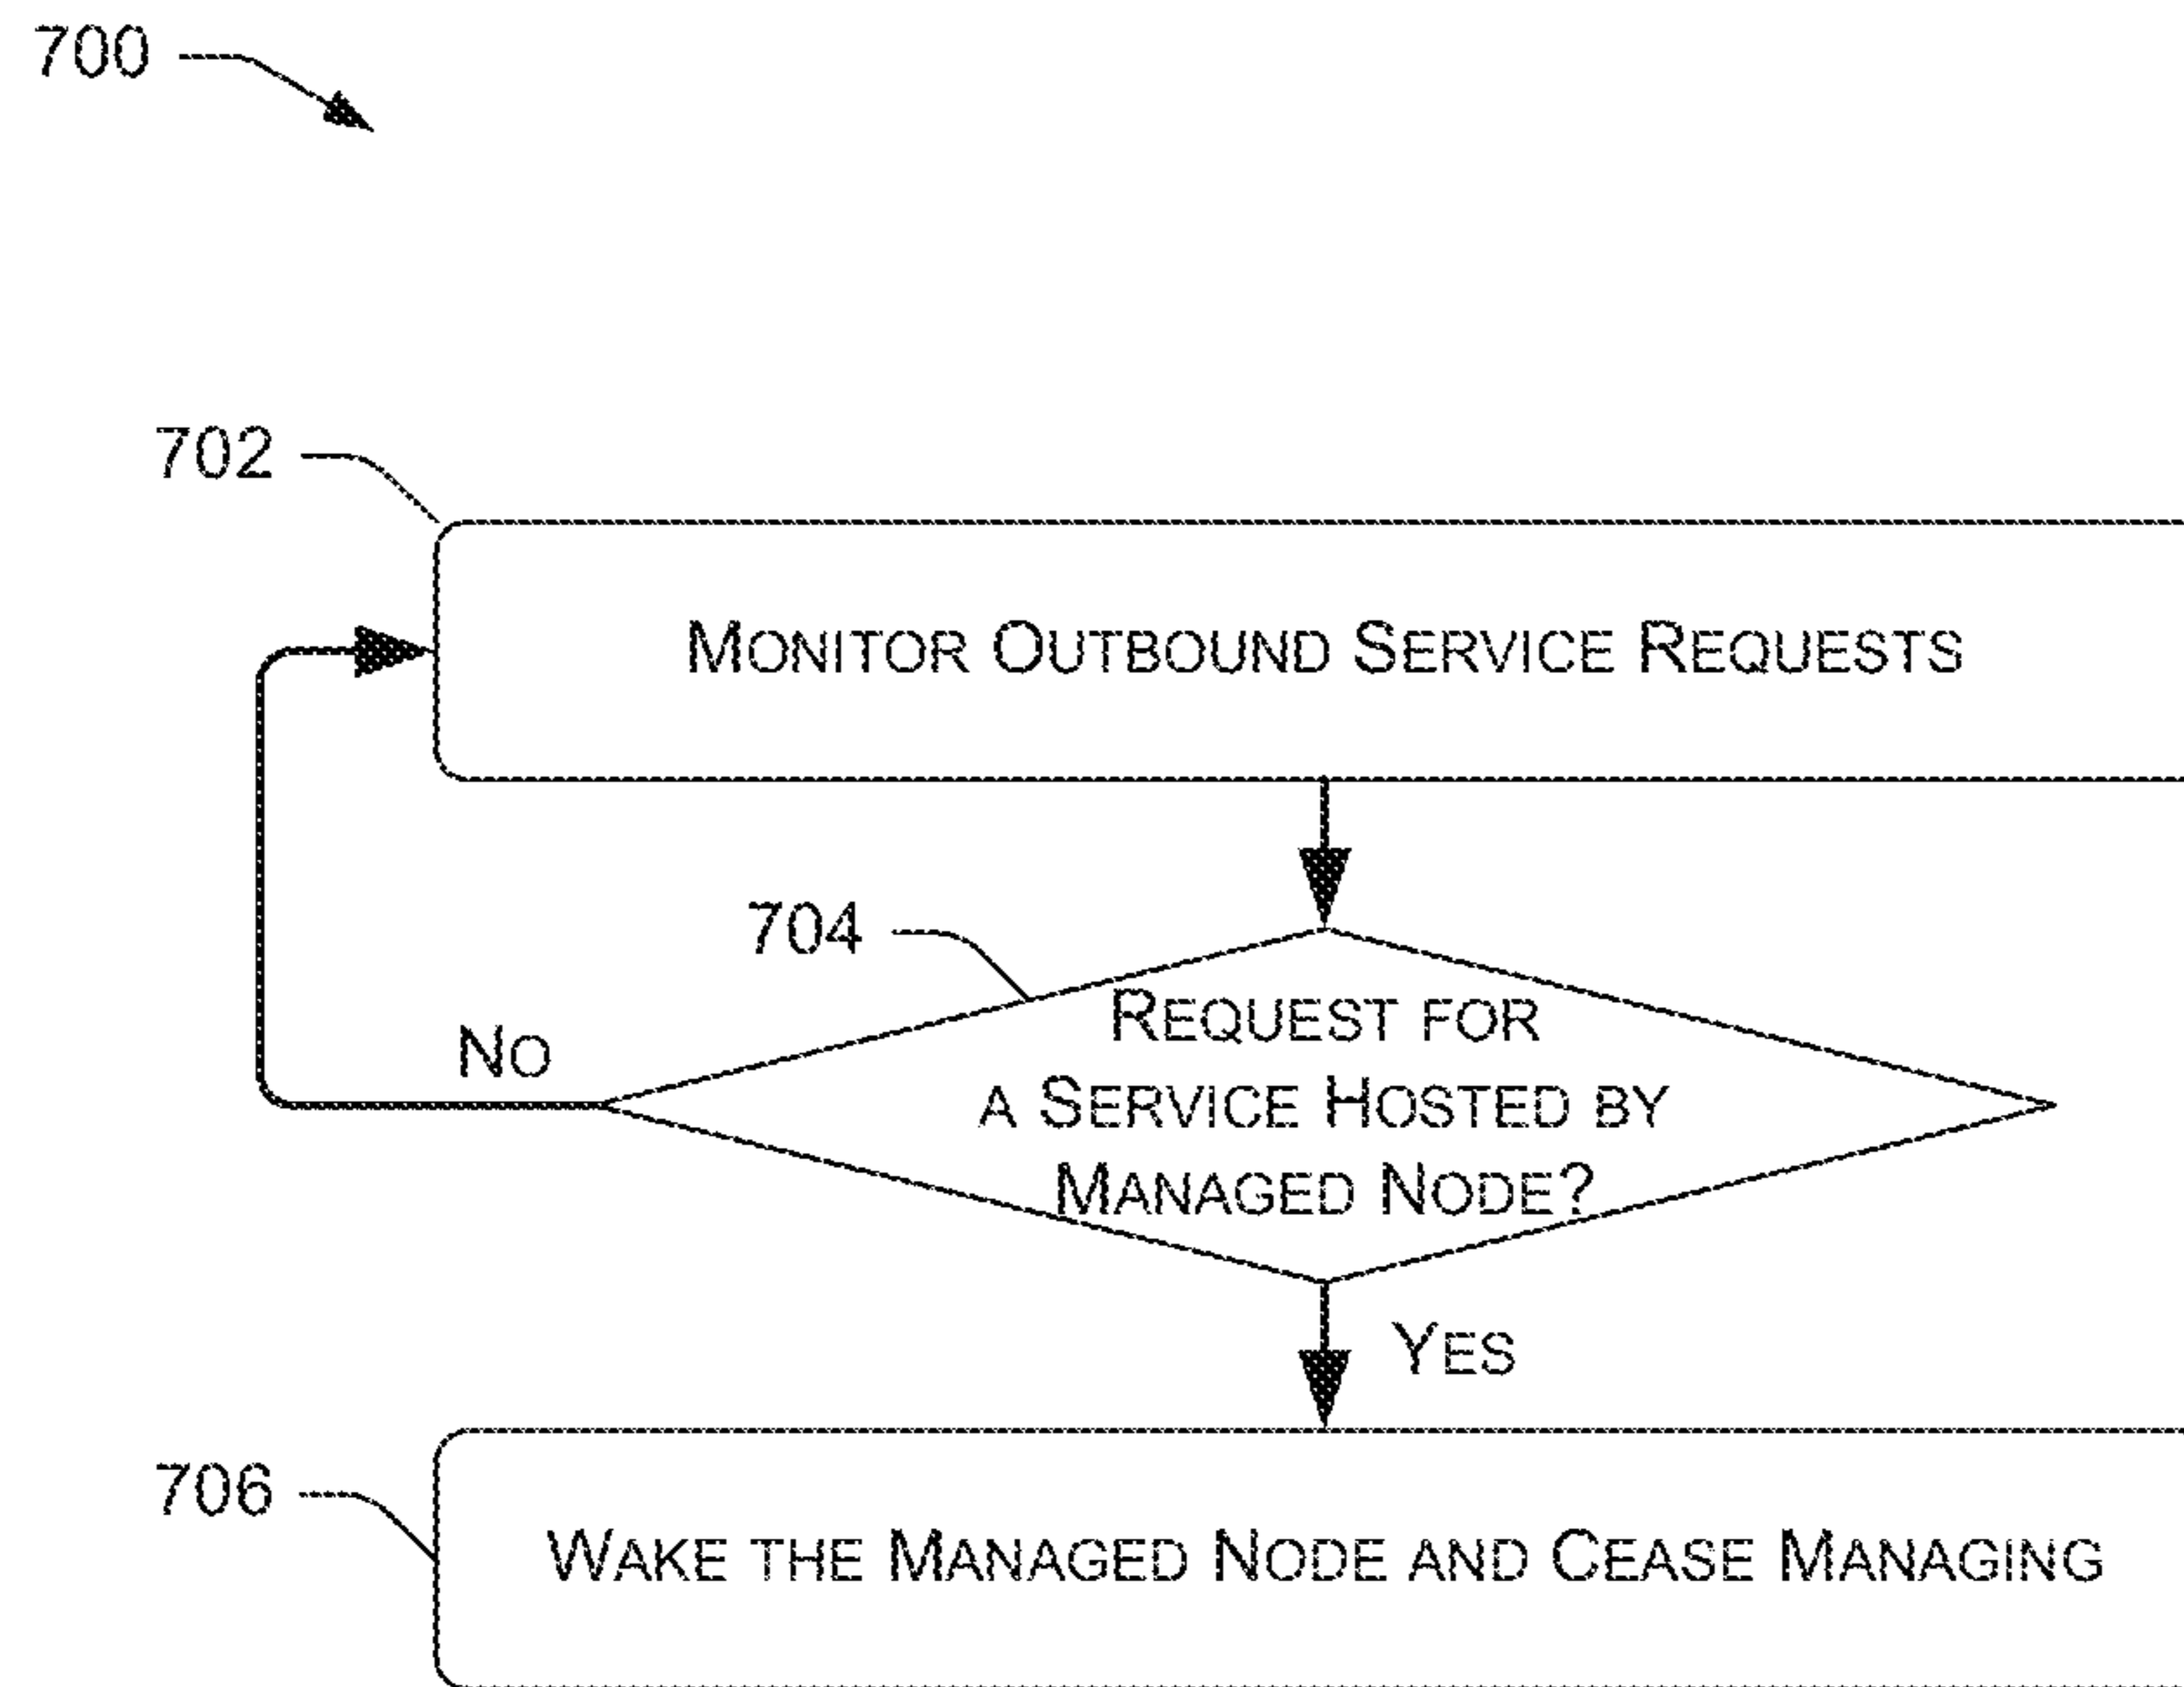 700
702
MONITOR OUTBOUND SERVICE REQUESTS
704
REQUEST FOR
A SERVICE HOSTED BY
MANAGED NODE?
NO
YES
706
WAKE THE MANAGED NODE AND CEASE MANAGING